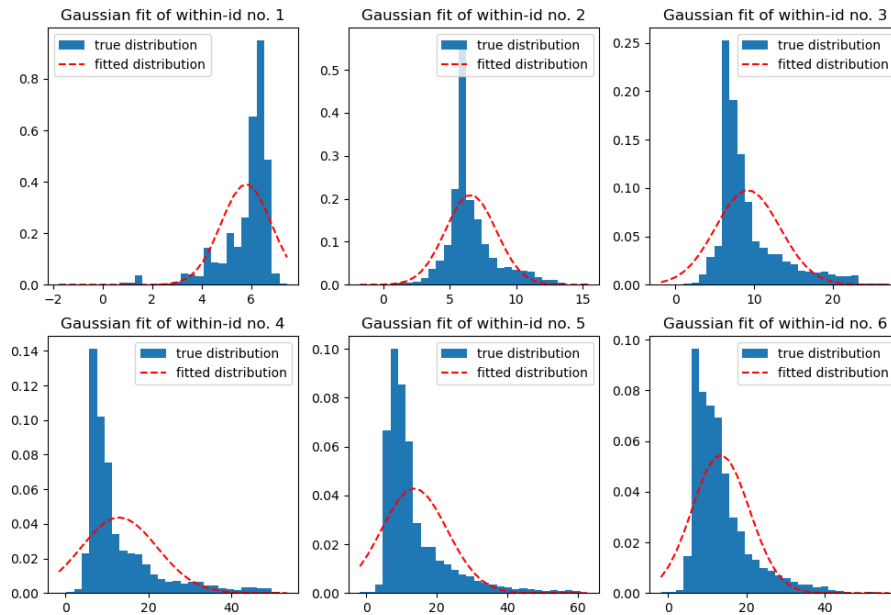 Gaussian fit of within-id no. 1
true distribution
fitted distribution
0.8
0.6
0.4
0.2
0.0
−2 0 2 4 6
Gaussian fit of within-id no. 2
true distribution
fitted distribution
0.5
0.4
0.3
0.2
0.1
0.0
0 5 10 15
Gaussian fit of within-id no. 3
true distribution
fitted distribution
0.25
0.20
0.15
0.10
0.05
0.00
0 10 20
Gaussian fit of within-id no. 4
true distribution
fitted distribution
0.14
0.12
0.10
0.08
0.06
0.04
0.02
0.00
0 20 40
Gaussian fit of within-id no. 5
true distribution
fitted distribution
0.10
0.08
0.06
0.04
0.02
0.00
0 10 20 30 40 50 60
Gaussian fit of within-id no. 6
true distribution
fitted distribution
0.10
0.08
0.06
0.04
0.02
0.00
0 20 40